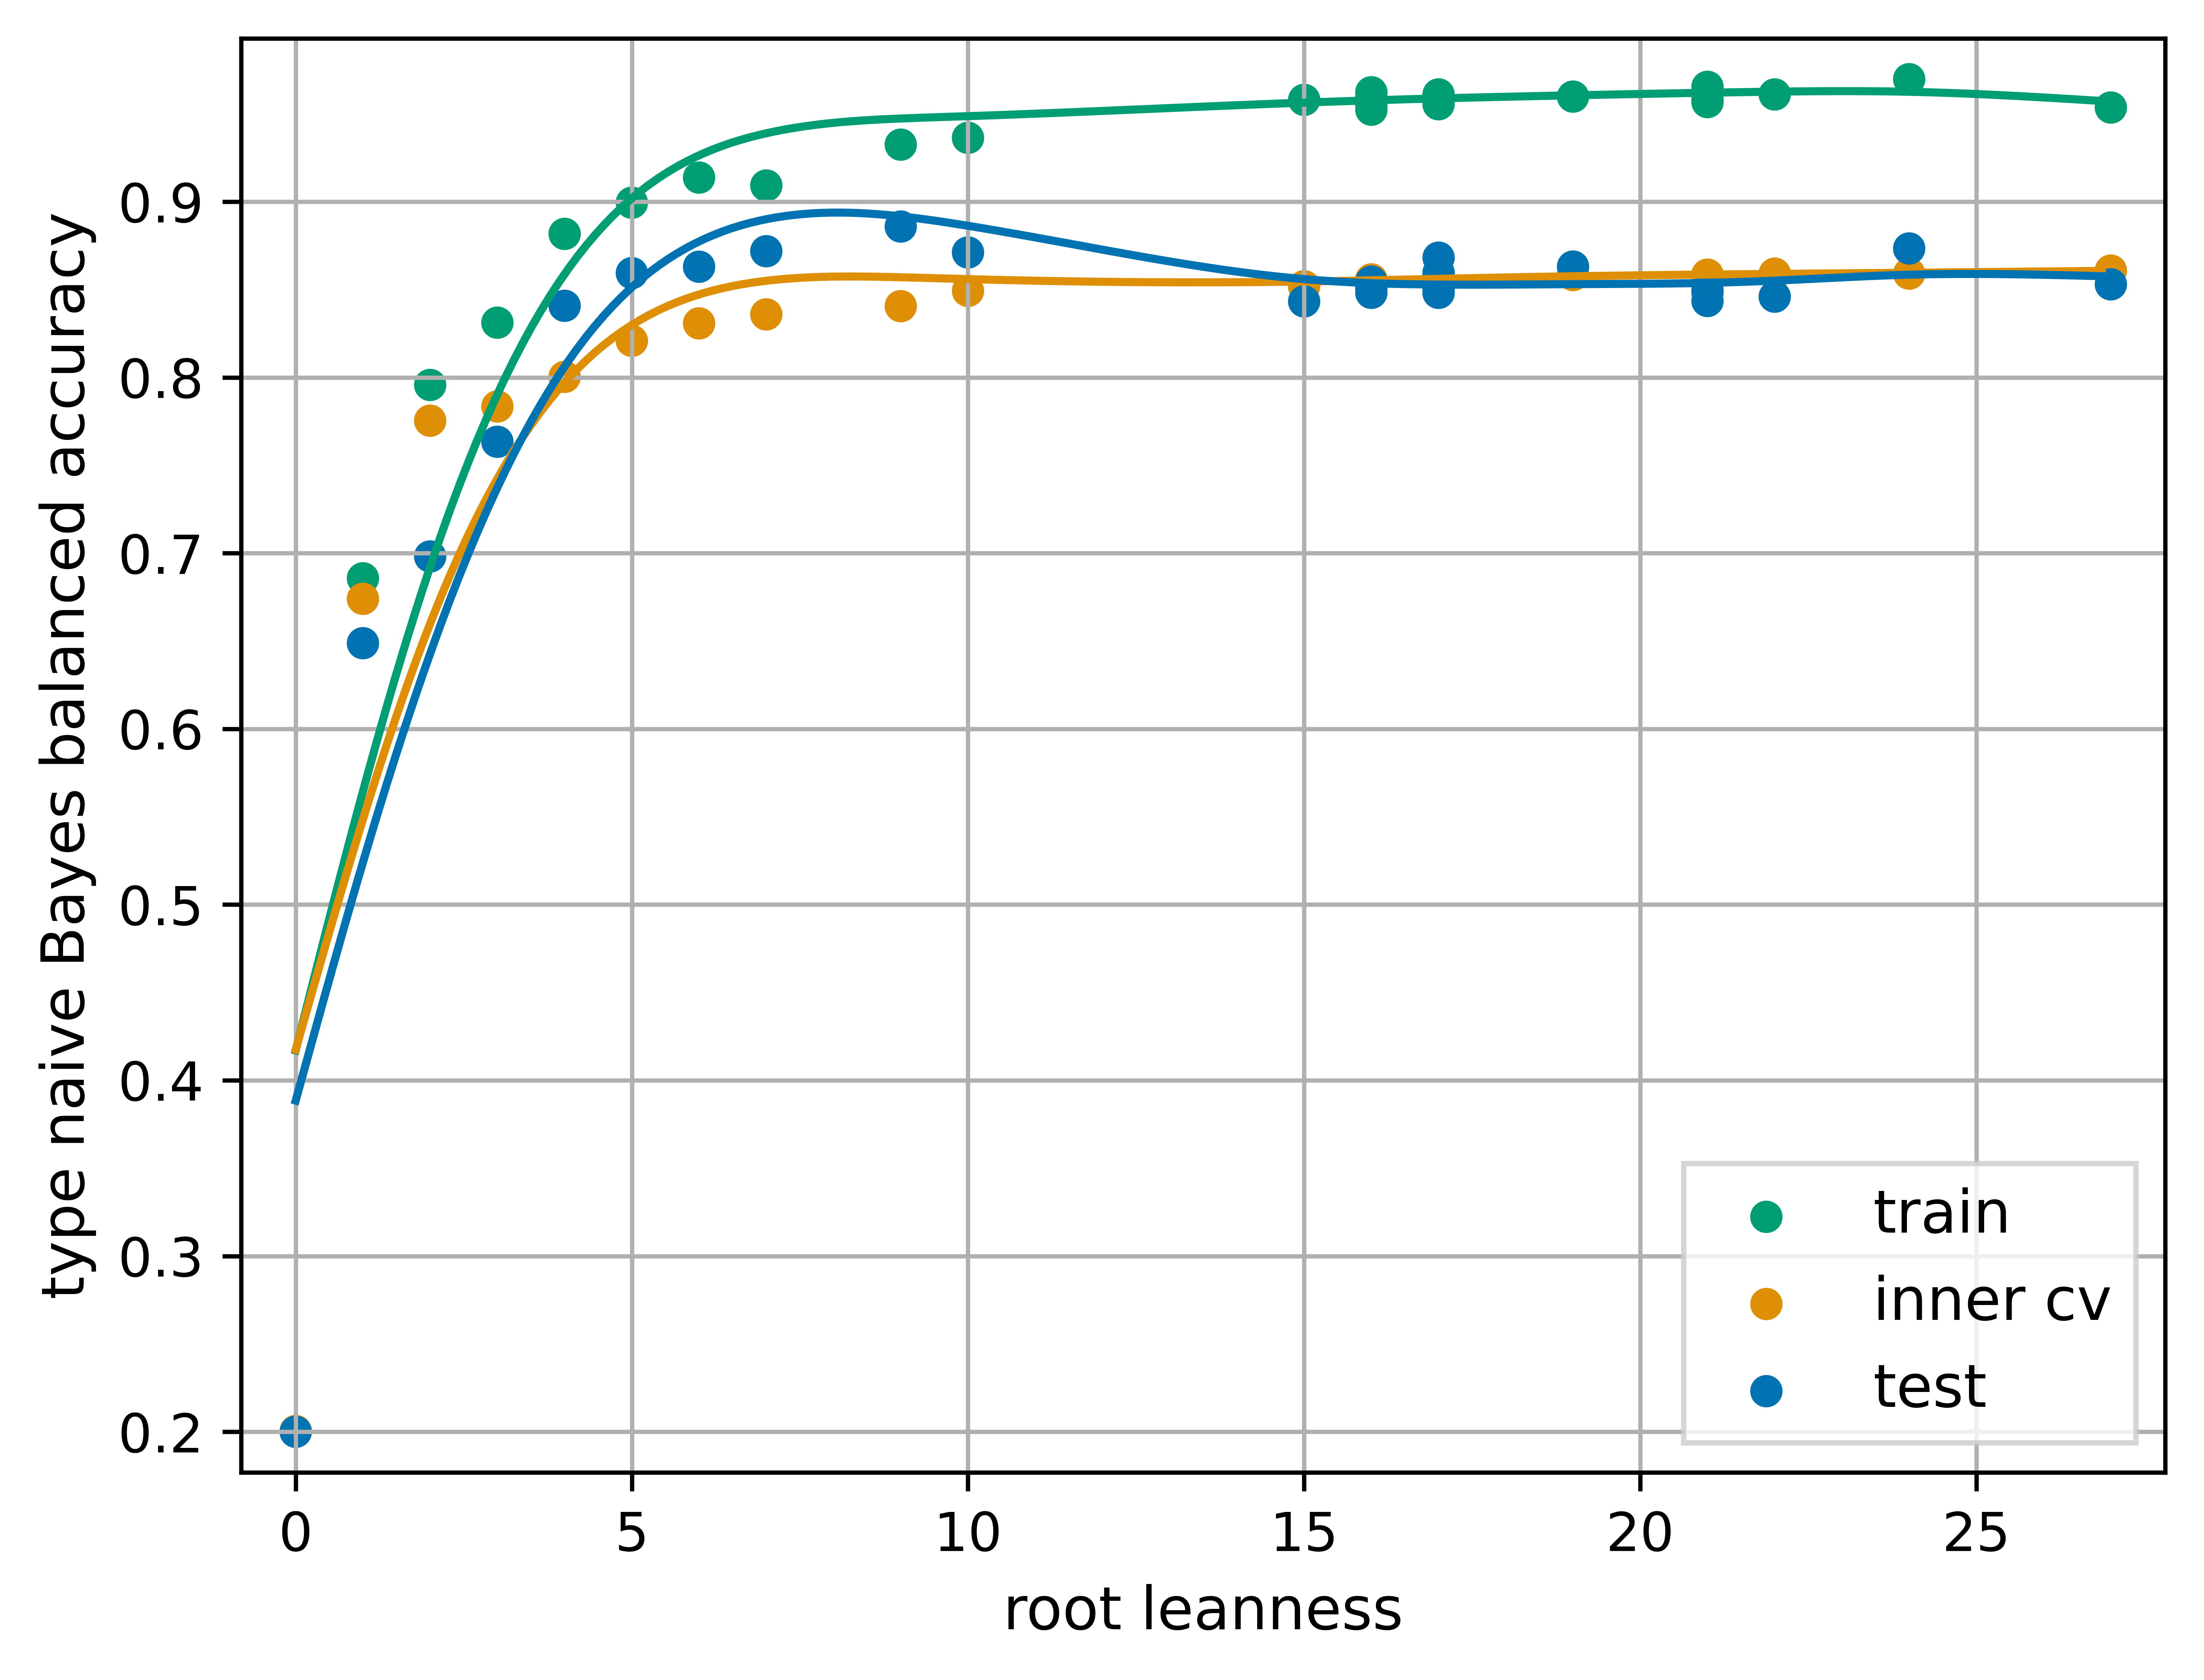 type naive Bayes balanced accuracy
0.9
0.8
0.7
0.6
0.5
0.4
0.3
0.2
0 5 10 15 20 25
root leanness
train
inner cv
test